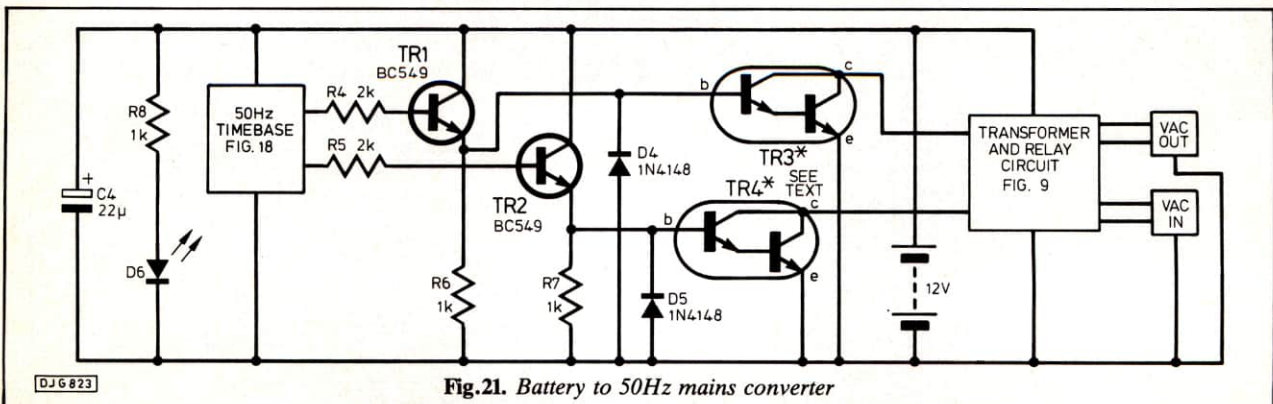 TR1
BC549
R8
1k
50Hz
TIMEBASE
FIG. 18
R4 2k
R5 2k
+
C4
22µ
D6
TR2
BC549
R6
1k
R7
1k
D4
1N4148
D5
1N4148
b
c
e
TR3*
SEE
TEXT
TR4*
b
c
e
TRANSFORMER
AND RELAY
CIRCUIT
FIG. 9
VAC
OUT
VAC
IN
12V
DJG823
Fig.21. Battery to 50Hz mains converter